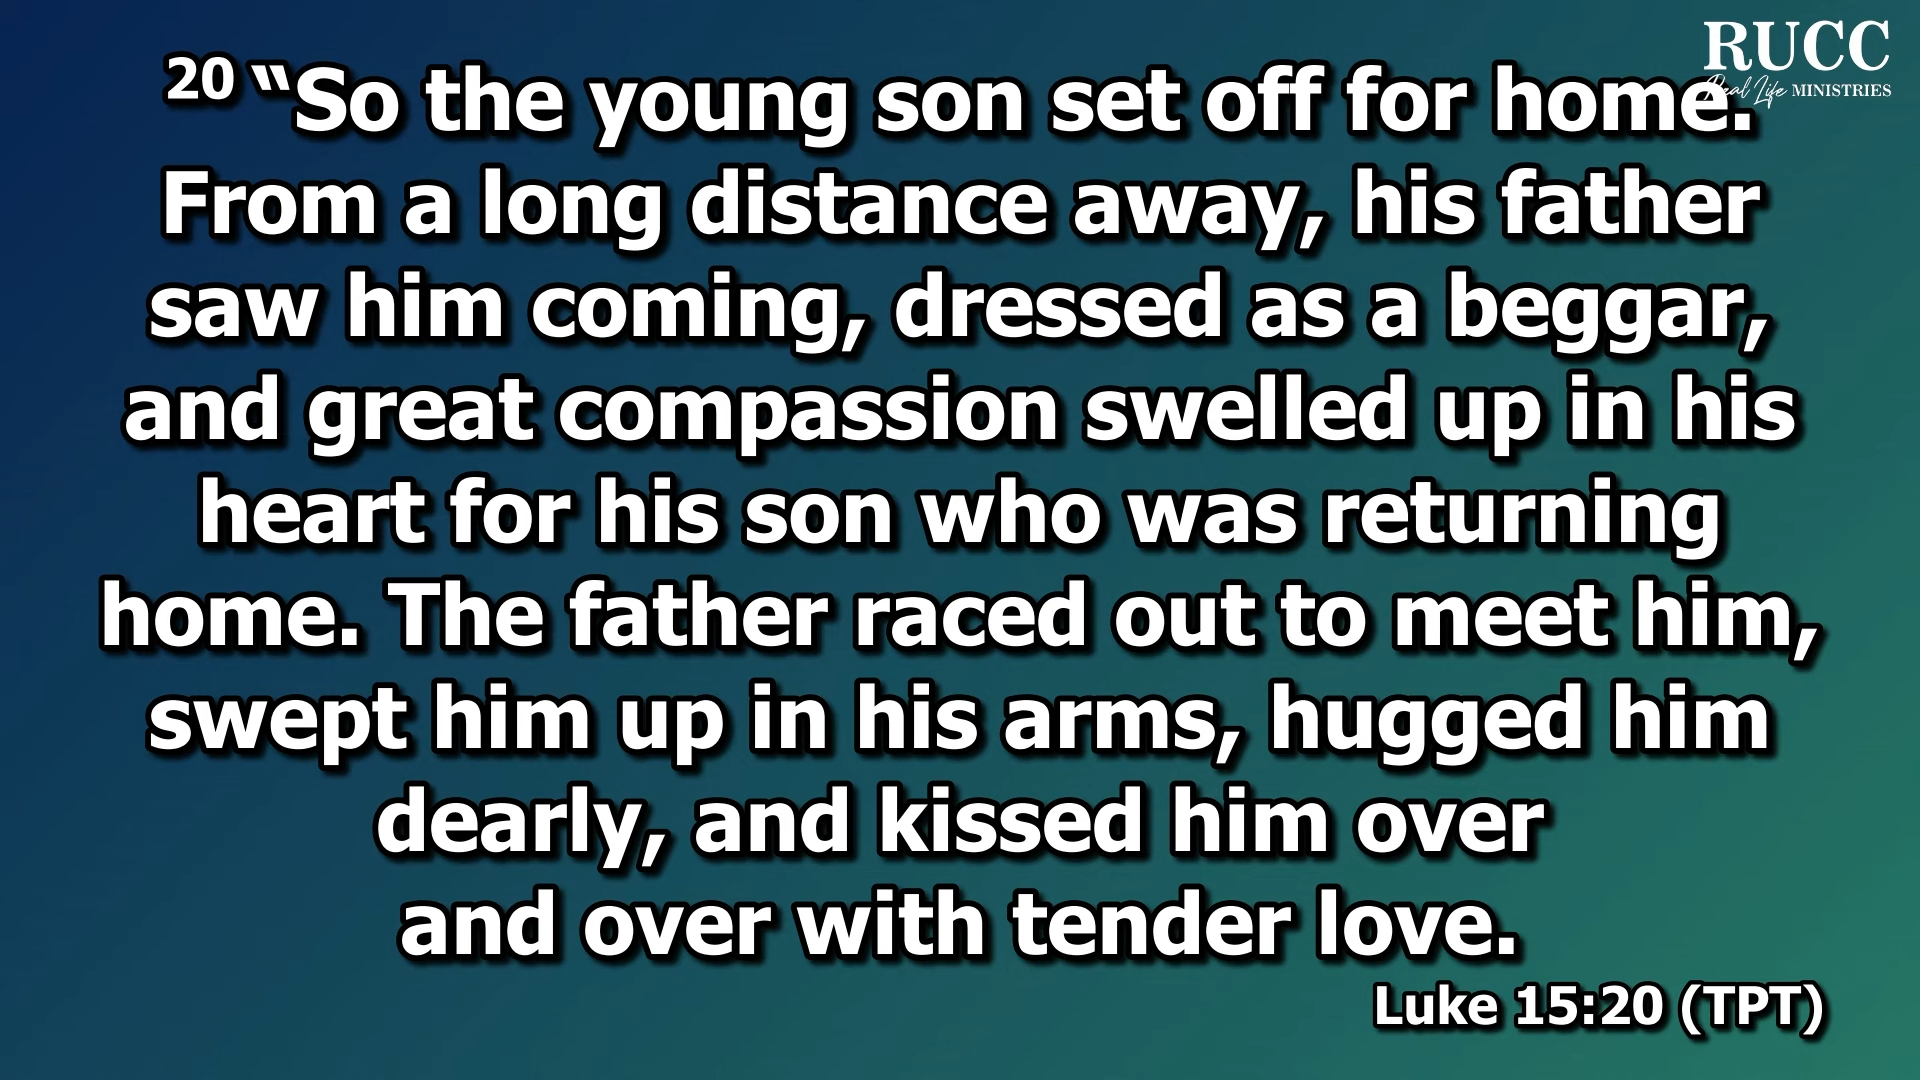 RUCC
Real Life MINISTRIES
20 “So the young son set off for home.
From a long distance away, his father
saw him coming, dressed as a beggar,
and great compassion swelled up in his
heart for his son who was returning
home. The father raced out to meet him,
swept him up in his arms, hugged him
dearly, and kissed him over
and over with tender love.
Luke 15:20 (TPT)